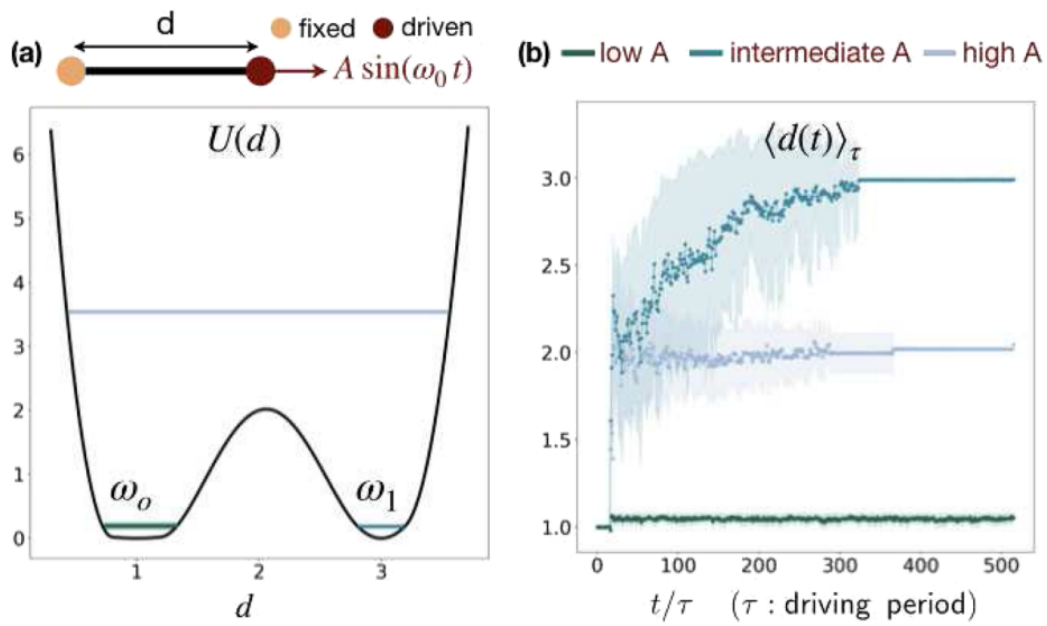 (a) d fixed driven
A sin(ω₀ t)
U(d)
6
5
4
3
2
1
0
ωₒ ω₁
1 2 3
d
(b) low A intermediate A high A
⟨d(t)⟩τ
3.0
2.5
2.0
1.5
1.0
0 100 200 300 400 500
t/τ (τ : driving period)